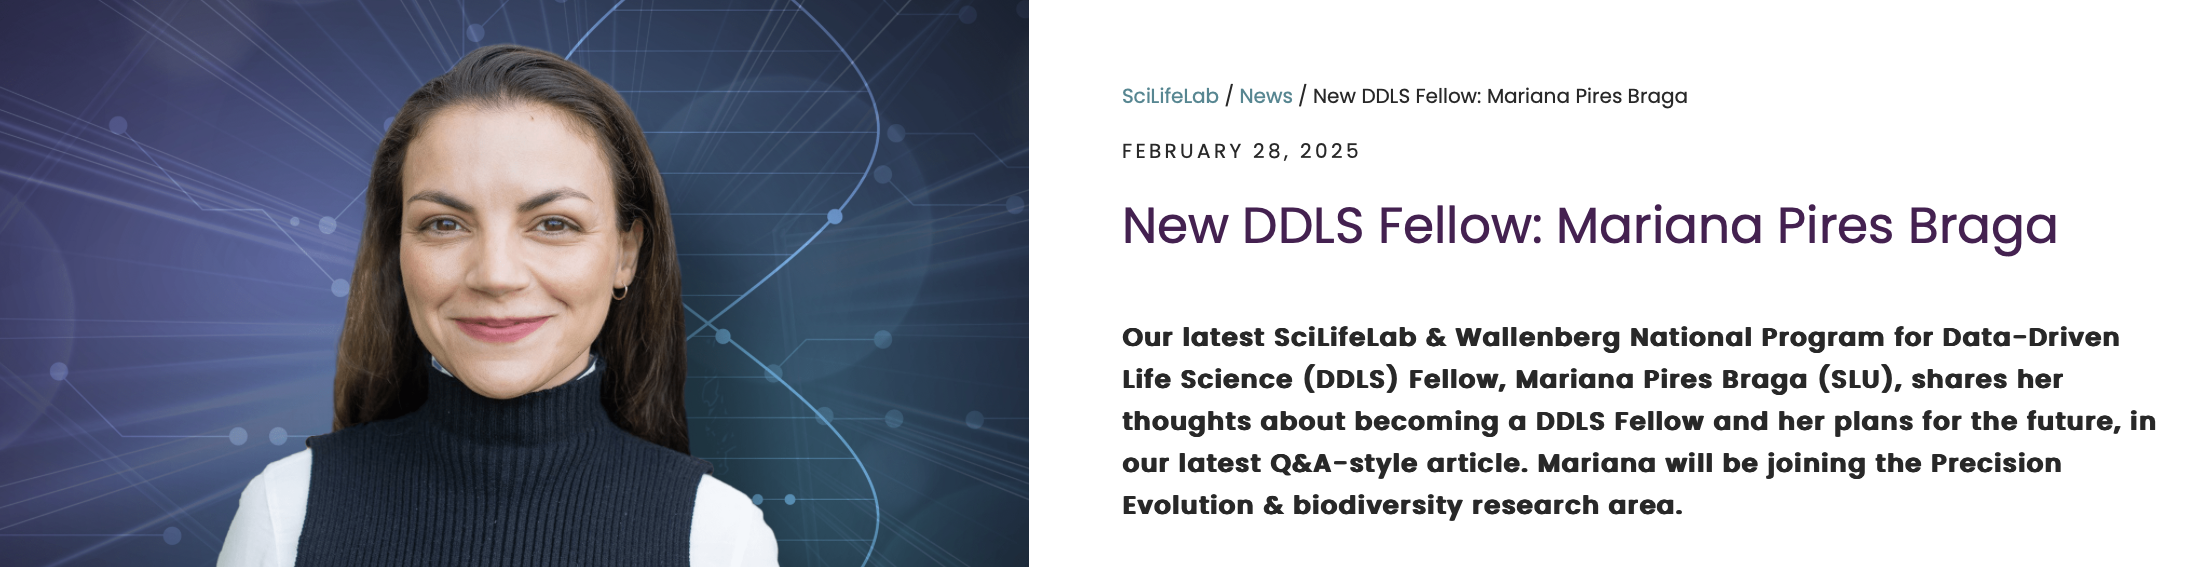 SciLifeLab / News / New DDLS Fellow: Mariana Pires Braga
FEBRUARY 28, 2025
New DDLS Fellow: Mariana Pires Braga
Our latest SciLifeLab & Wallenberg National Program for Data-Driven
Life Science (DDLS) Fellow, Mariana Pires Braga (SLU), shares her
thoughts about becoming a DDLS Fellow and her plans for the future, in
our latest Q&A-style article. Mariana will be joining the Precision
Evolution & biodiversity research area.